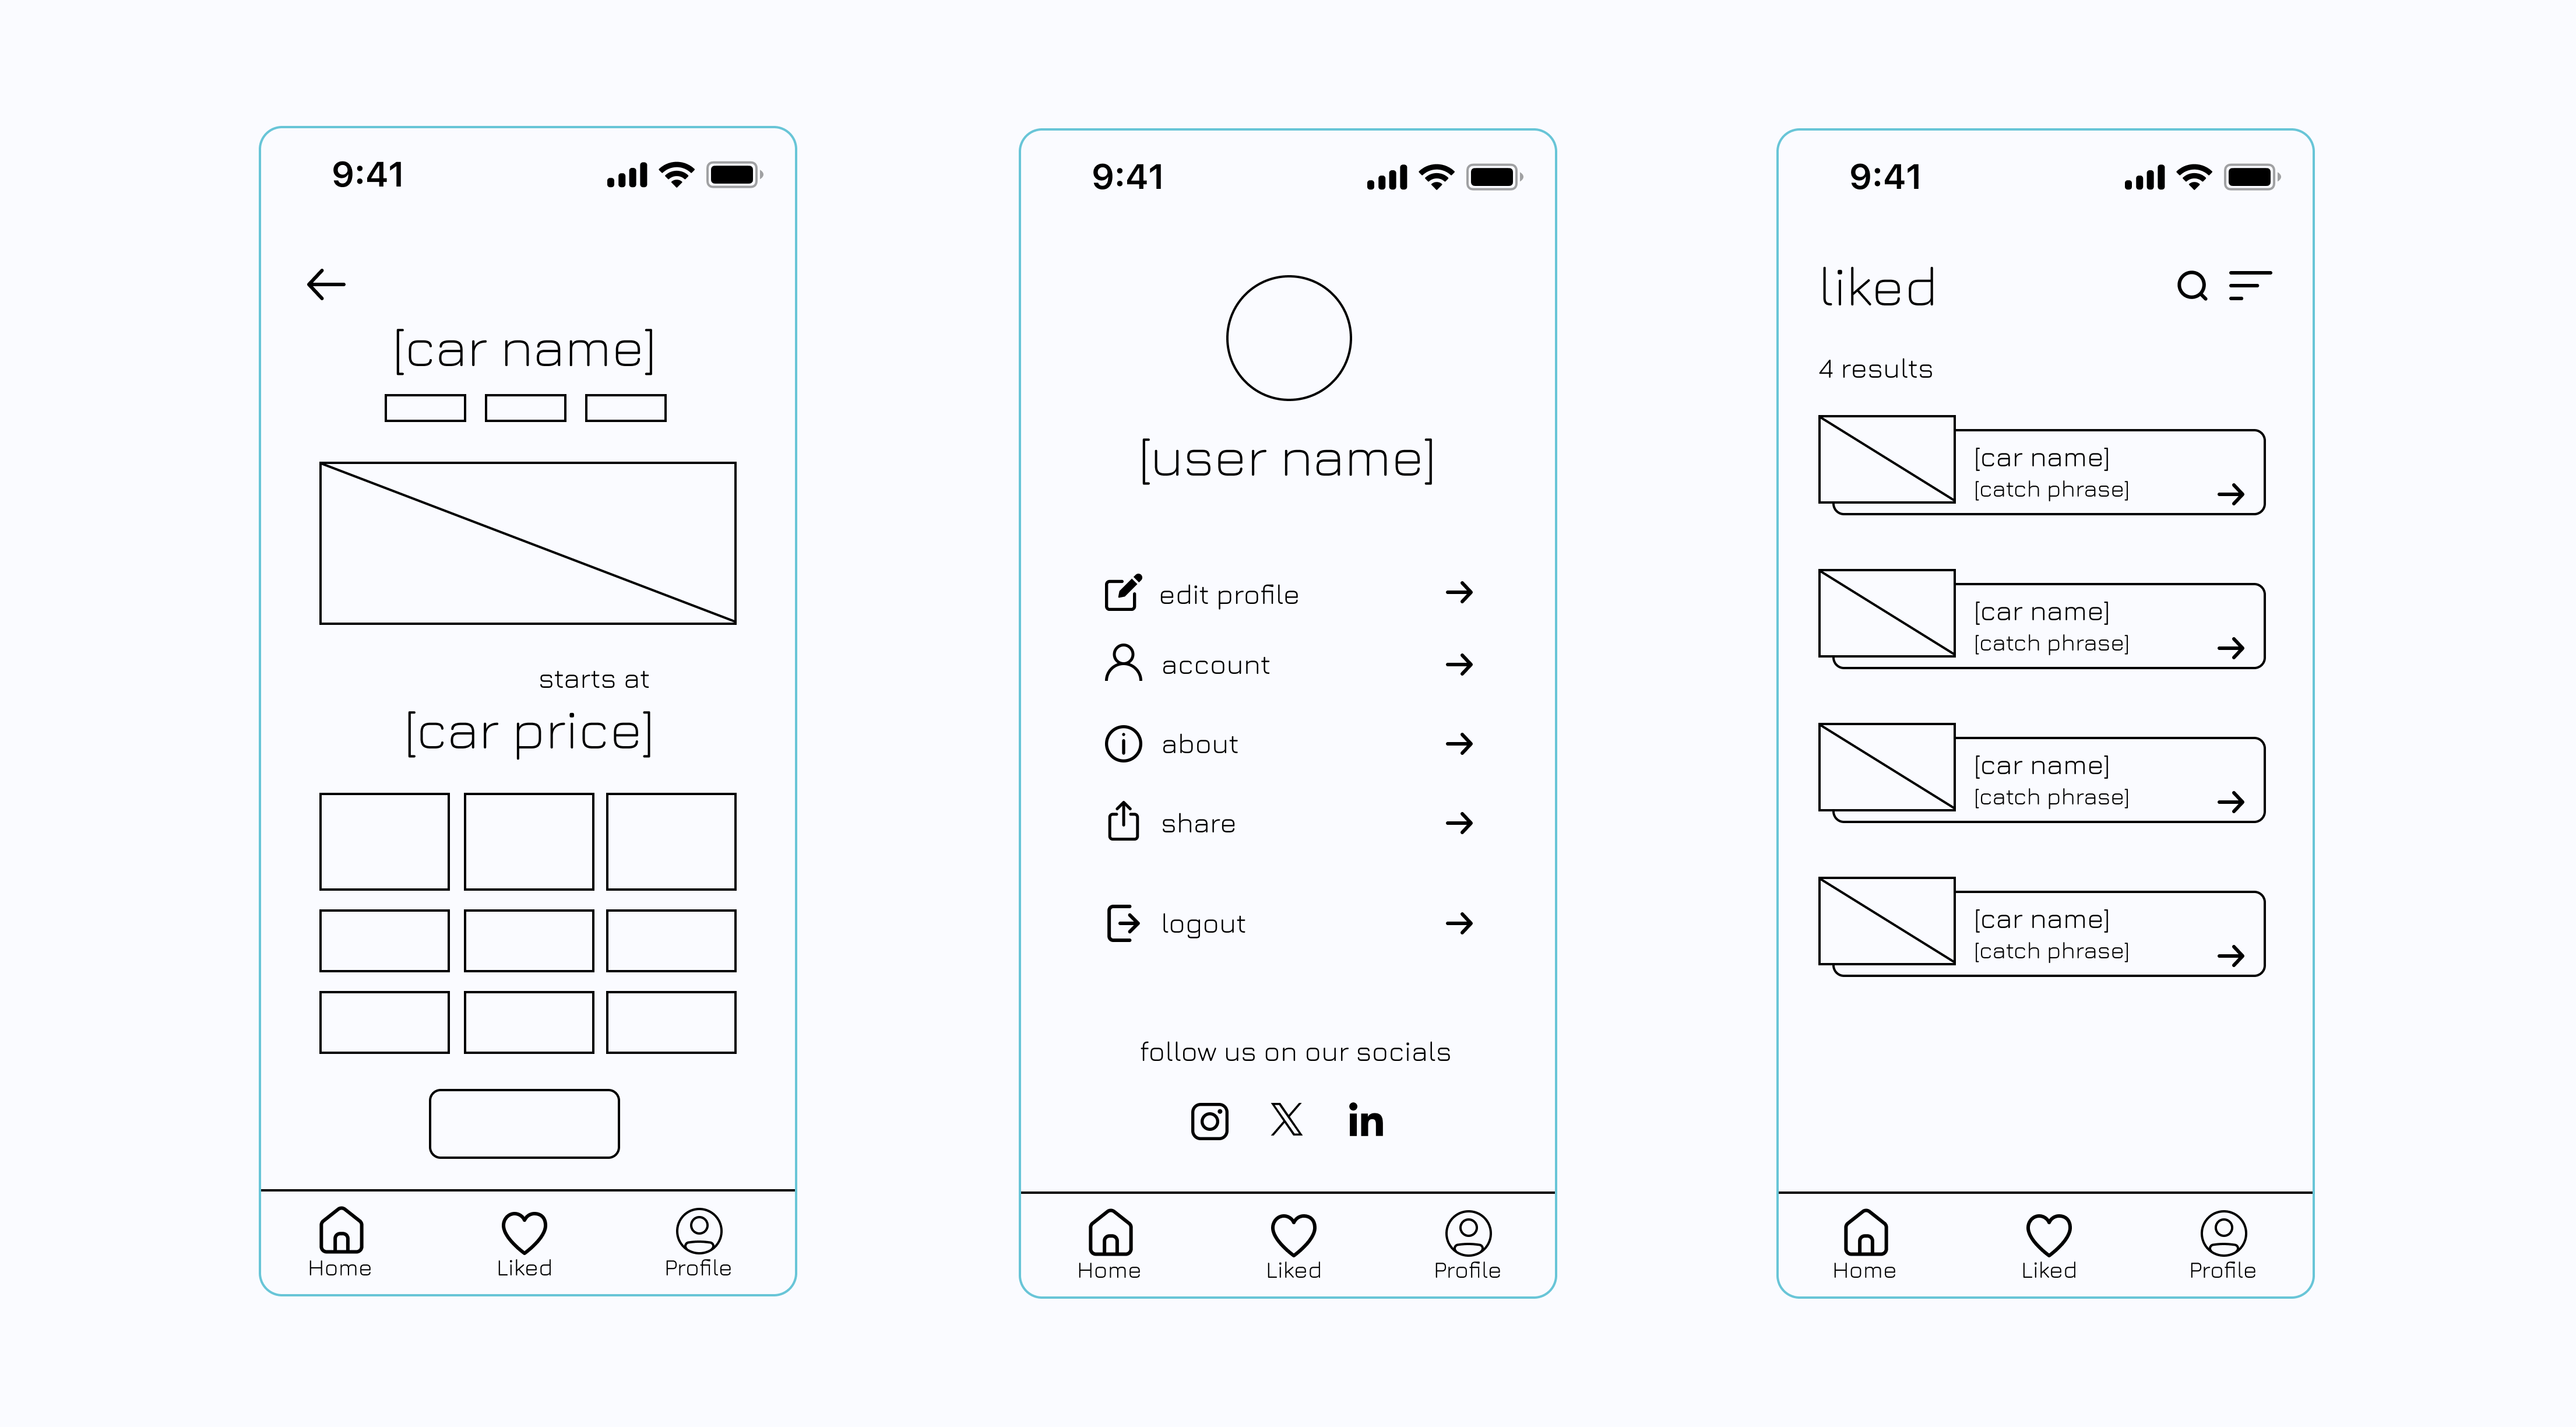 9:41
[car name]
starts at
[car price]
Home Liked Profile
9:41
[user name]
edit profile
account
about
share
logout
follow us on our socials
in
Home Liked Profile
9:41
liked
4 results
[car name]
[catch phrase]
[car name]
[catch phrase]
[car name]
[catch phrase]
[car name]
[catch phrase]
Home Liked Profile